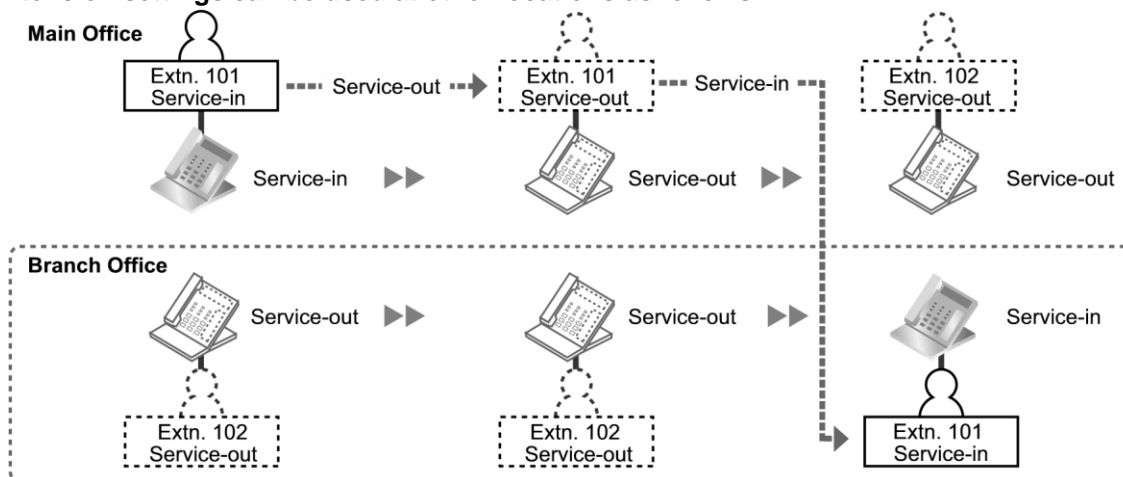 Main Office
Extn. 101
Service-in
Service-out
Extn. 101
Service-out
Service-in
Extn. 102
Service-out
Service-in
Service-out
Service-out
Branch Office
Service-out
Service-out
Service-in
Extn. 102
Service-out
Extn. 102
Service-out
Extn. 101
Service-in